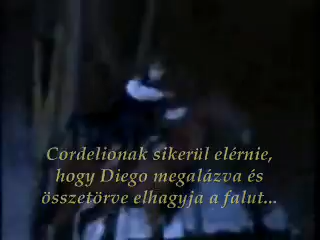 Cordelionak sikerül elérnie,
hogy Diego megalázva és
összetörve elhagyja a falut...